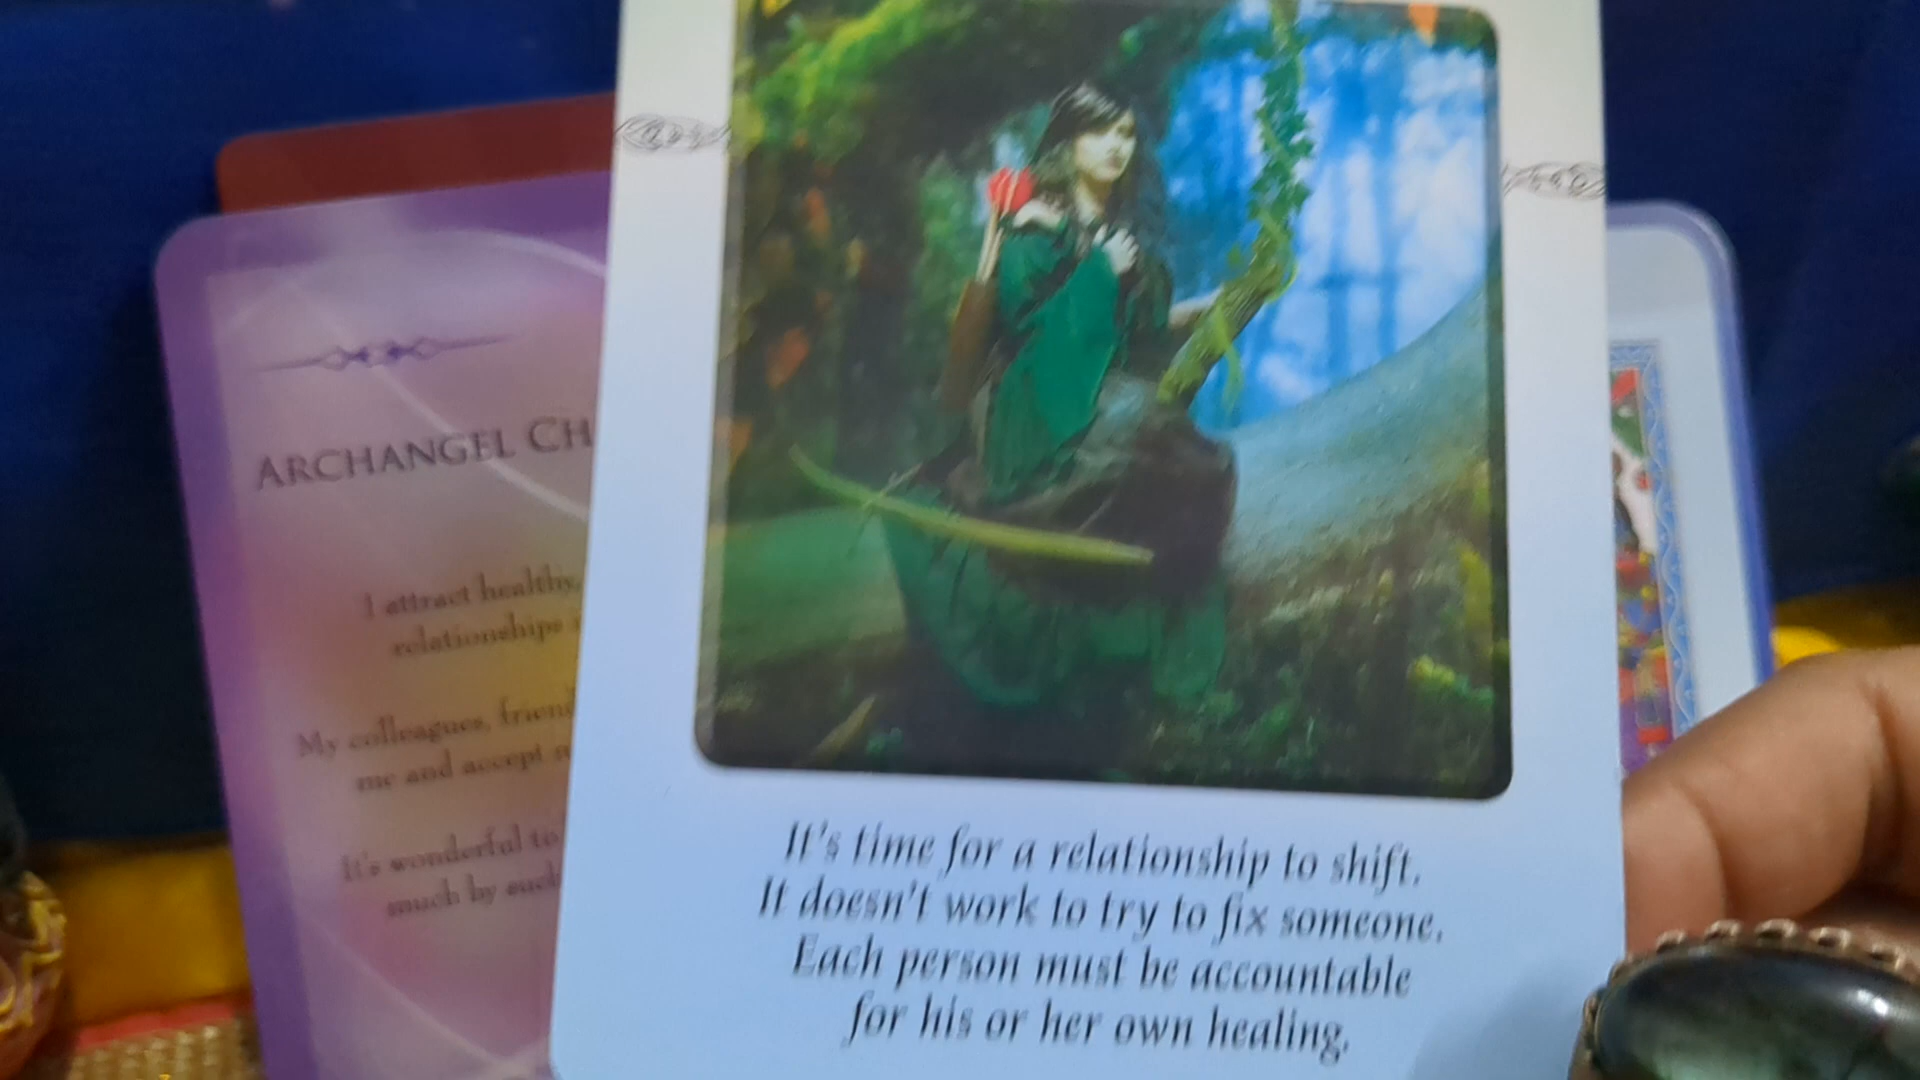 ARCHANGEL CH
I attract healthy,
relationships
My colleagues, friend
me and accept
It's wonderful to
much by
It's time for a relationship to shift.
It doesn't work to try to fix someone.
Each person must be accountable
for his or her own healing.